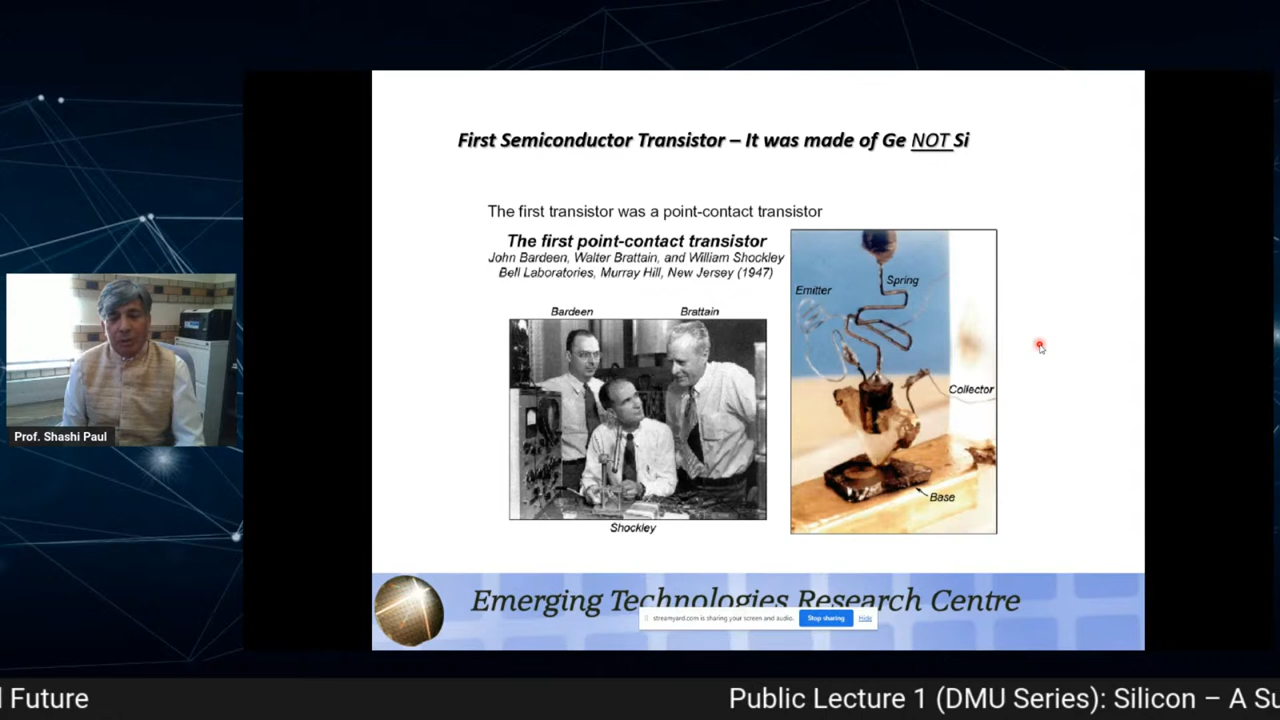 First Semiconductor Transistor – It was made of Ge NOT Si
The first transistor was a point-contact transistor
The first point-contact transistor
John Bardeen, Walter Brattain, and William Shockley
Bell Laboratories, Murray Hill, New Jersey (1947)
Bardeen
Brattain
Shockley
Spring
Emitter
Collector
Base
Prof. Shashi Paul
Emerging Technologies Research Centre
streamyard.com is sharing your screen and audio.
Stop sharing
Hide
l Future
Public Lecture 1 (DMU Series): Silicon – A Su